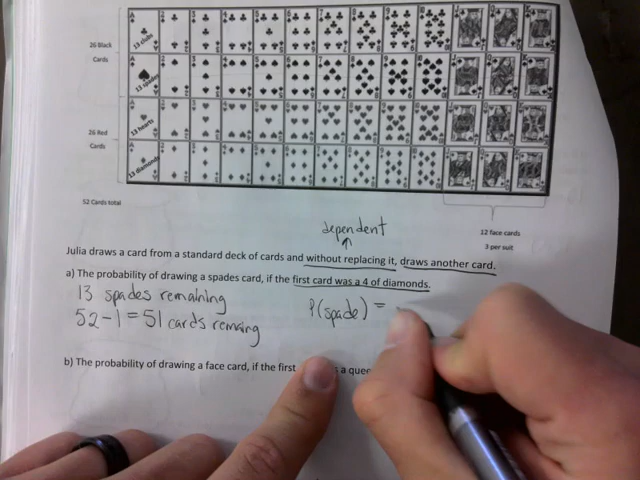 26 Black
Cards
13 clubs
13 spades
26 Red
Cards
13 hearts
13 diamonds
52 Cards total
12 face cards
3 per suit
dependent
Julia draws a card from a standard deck of cards and without replacing it, draws another card.
a) The probability of drawing a spades card, if the first card was a 4 of diamonds.
13 spades remaining
52-1=51 cards remaing
P(spade) =
b) The probability of drawing a face card, if the first